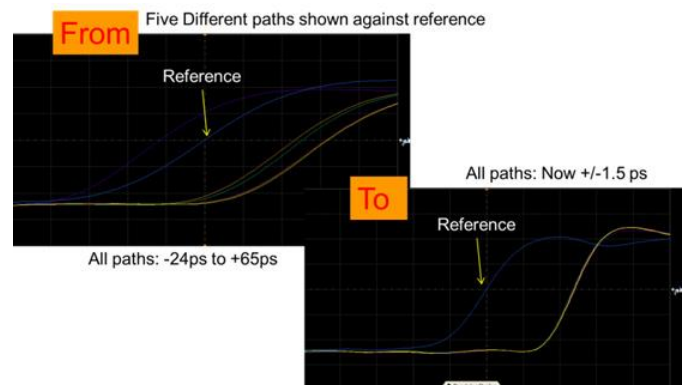 Five Different paths shown against reference
From
Reference
All paths: -24ps to +65ps
All paths: Now +/-1.5 ps
To
Reference